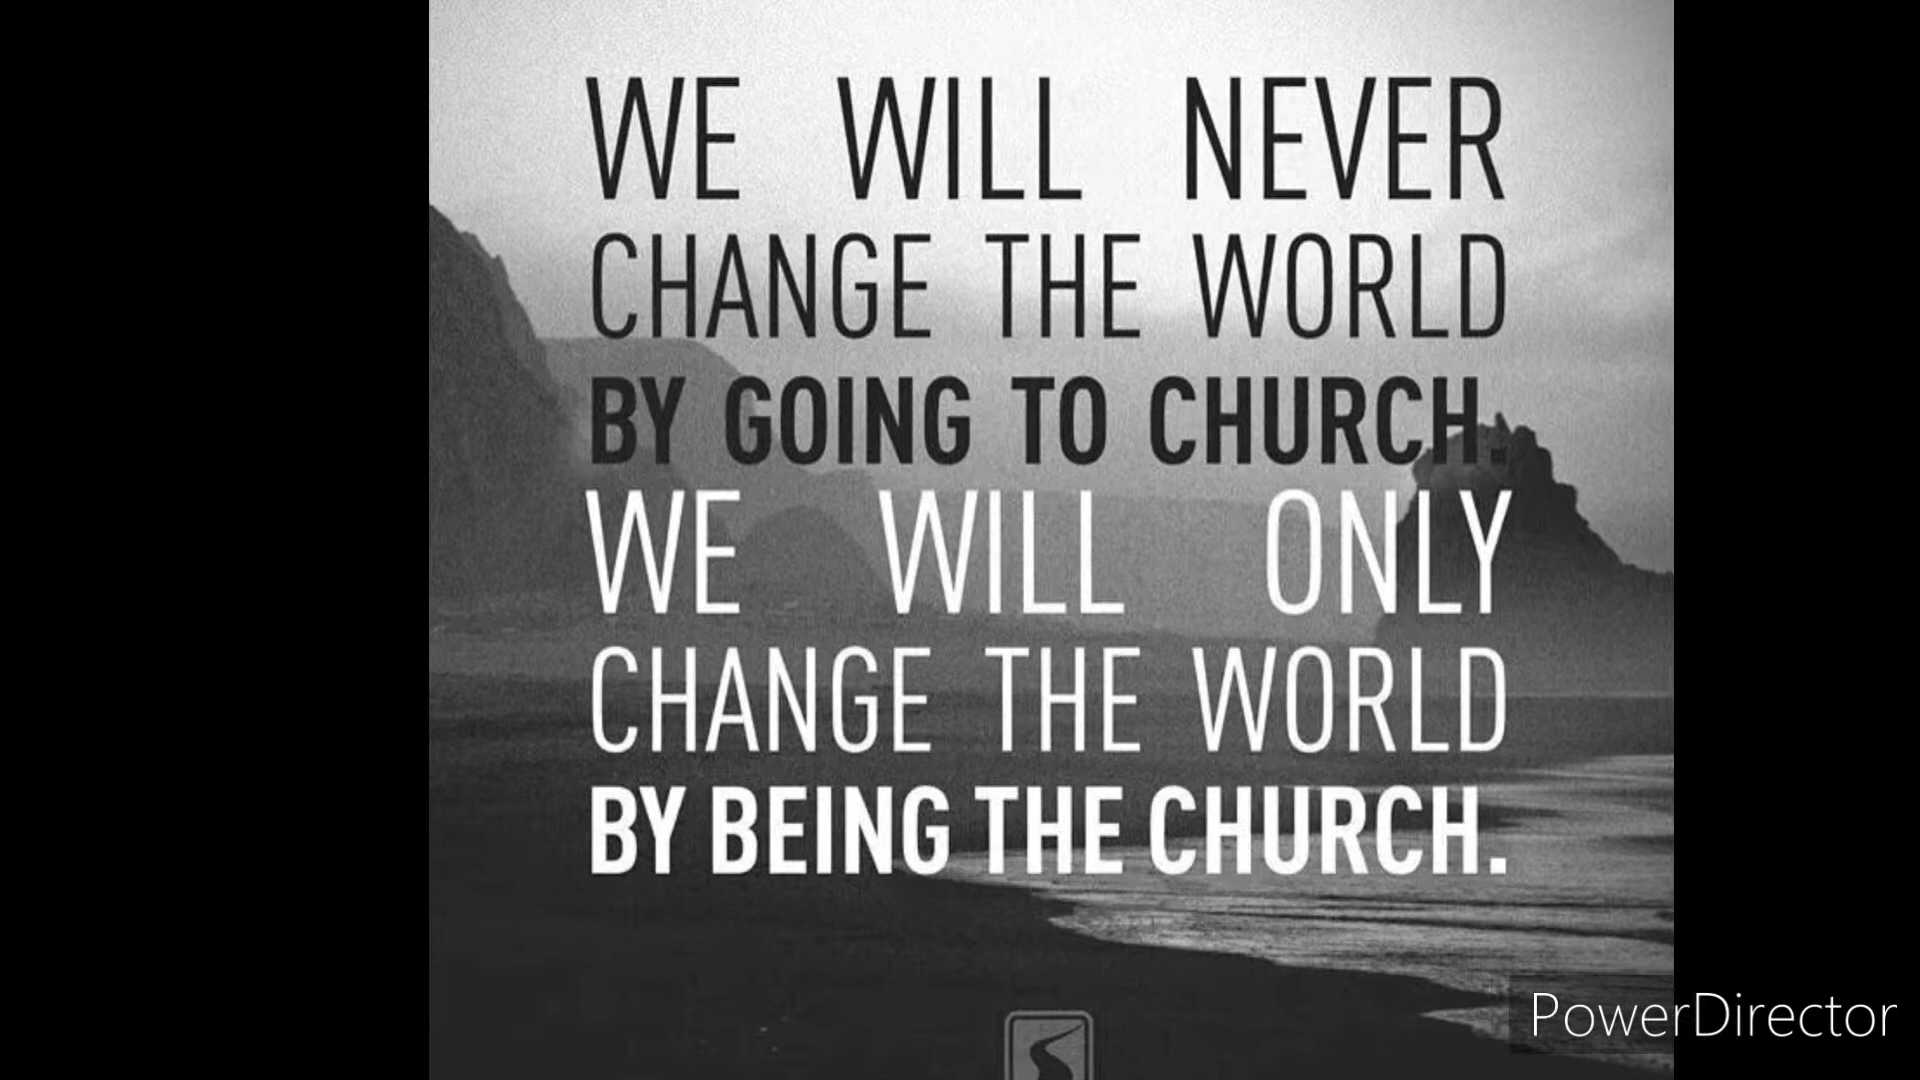 WE WILL NEVER
CHANGE THE WORLD
BY GOING TO CHURCH.
WE WILL ONLY
CHANGE THE WORLD
BY BEING THE CHURCH.
PowerDirector